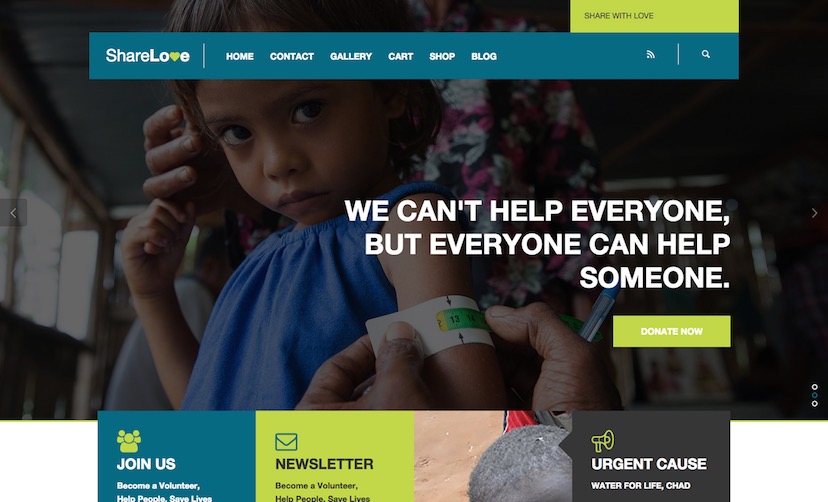 SHARE WITH LOVE
ShareLove
HOME CONTACT GALLERY CART SHOP BLOG
WE CAN'T HELP EVERYONE,
BUT EVERYONE CAN HELP
SOMEONE.
13 14
DONATE NOW
JOIN US
Become a Volunteer,
Help People, Save Lives
NEWSLETTER
Become a Volunteer,
Help People, Save Lives
URGENT CAUSE
WATER FOR LIFE, CHAD